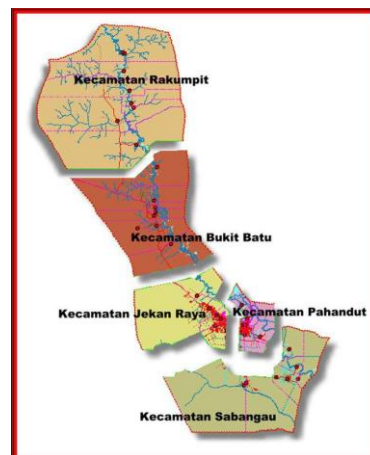 Kecamatan Rakumpit
Kecamatan Bukit Batu
Kecamatan Jekan Raya
Kecamatan Pahandut
Kecamatan Sabangau